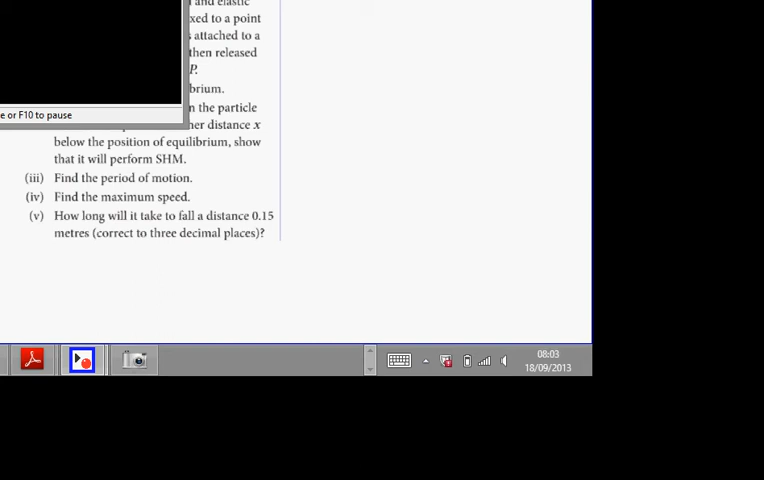 and elastic
xed to a point
attached to a
then released
P.
brium.
n the particle
e or F10 to pause
her distance x
below the position of equilibrium, show
that it will perform SHM.
(iii) Find the period of motion.
(iv) Find the maximum speed.
(v) How long will it take to fall a distance 0.15
metres (correct to three decimal places)?
08:03
18/09/2013